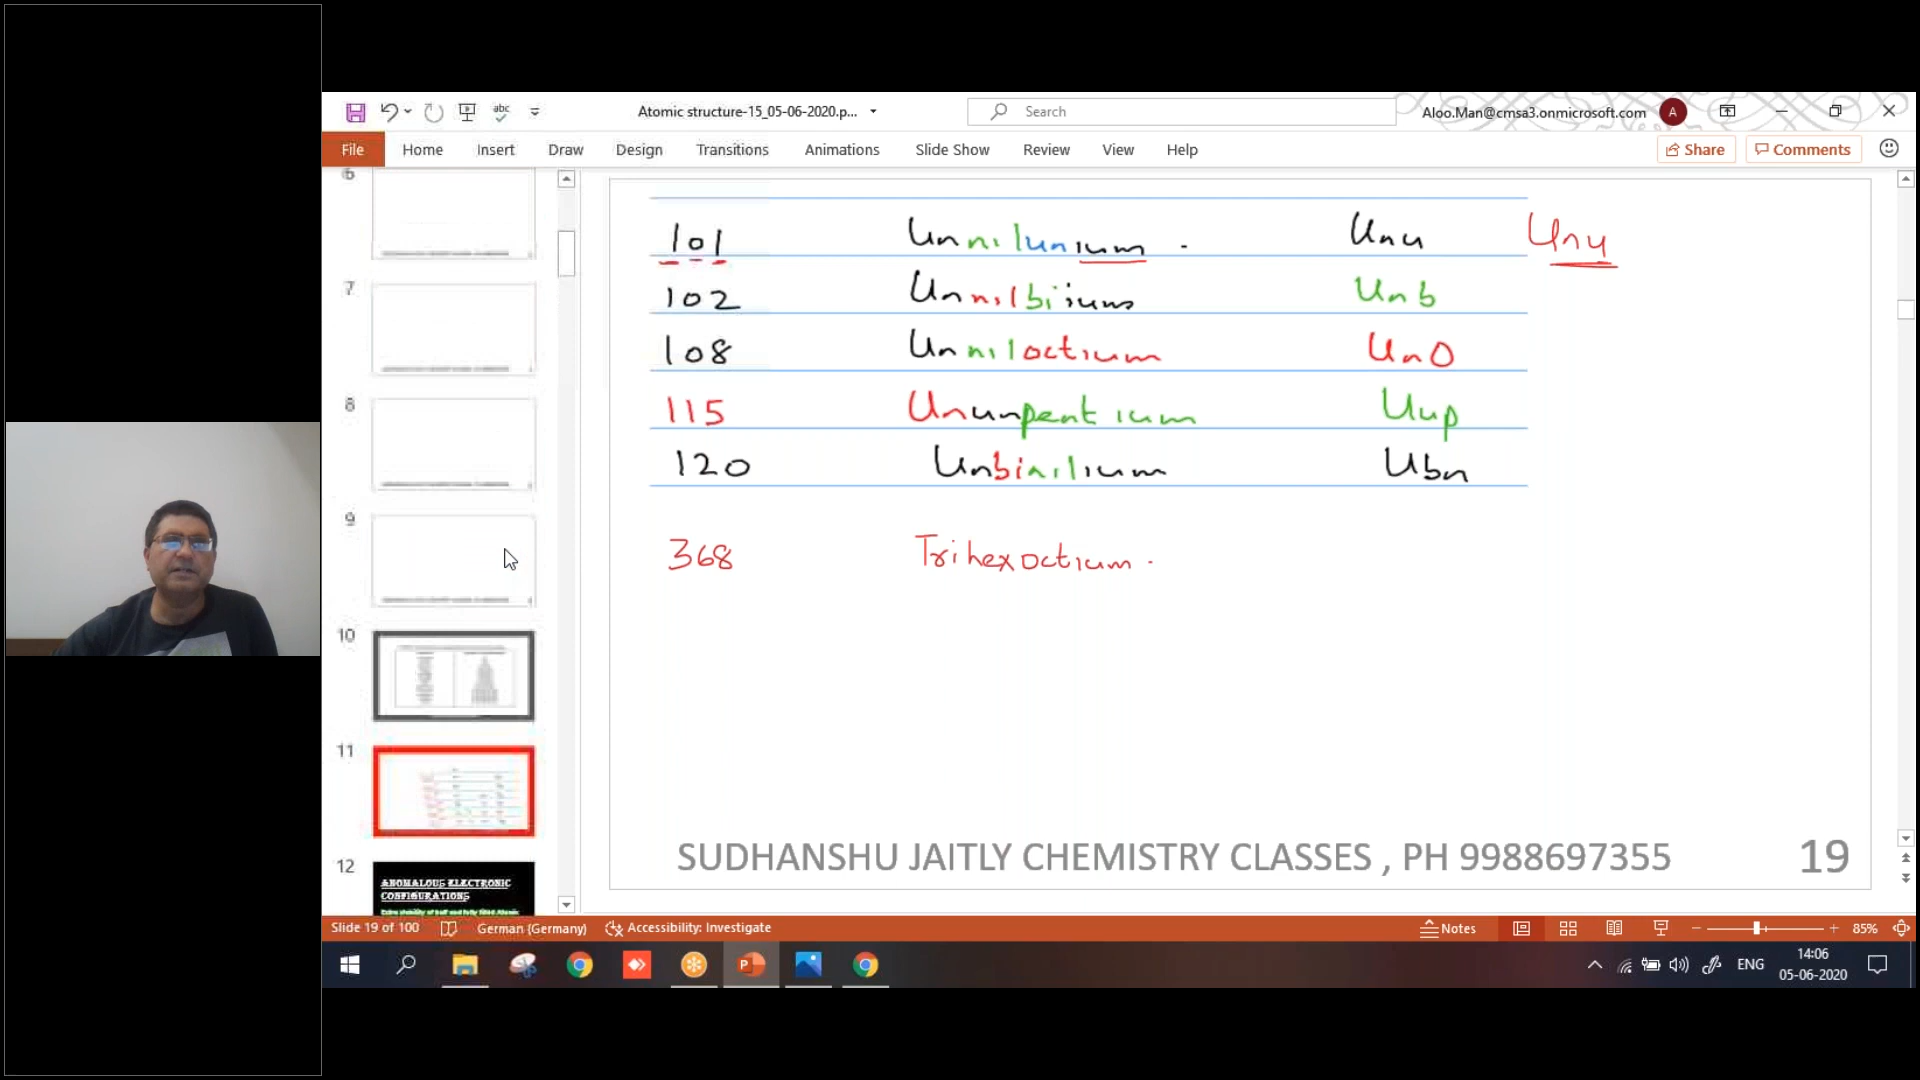 Atomic structure-15_05-06-2020.p...
Search
Aloo.Man@cmsa3.onmicrosoft.com
A
File Home Insert Draw Design Transitions Animations Slide Show Review View Help
Share Comments
6
7
8
9
10
11
12
ANOMALOUS ELECTRONIC
CONFIGURATIONS
101 Unnilunium . Unu Unu
102 Unnilbiium Unb
108 Unniloctium UnO
115 Ununpentium Uup
120 Unbinilium Ubn
368 Trihexoctium .
SUDHANSHU JAITLY CHEMISTRY CLASSES , PH 9988697355 19
Slide 19 of 100 German (Germany) Accessibility: Investigate Notes 85%
ENG
14:06
05-06-2020